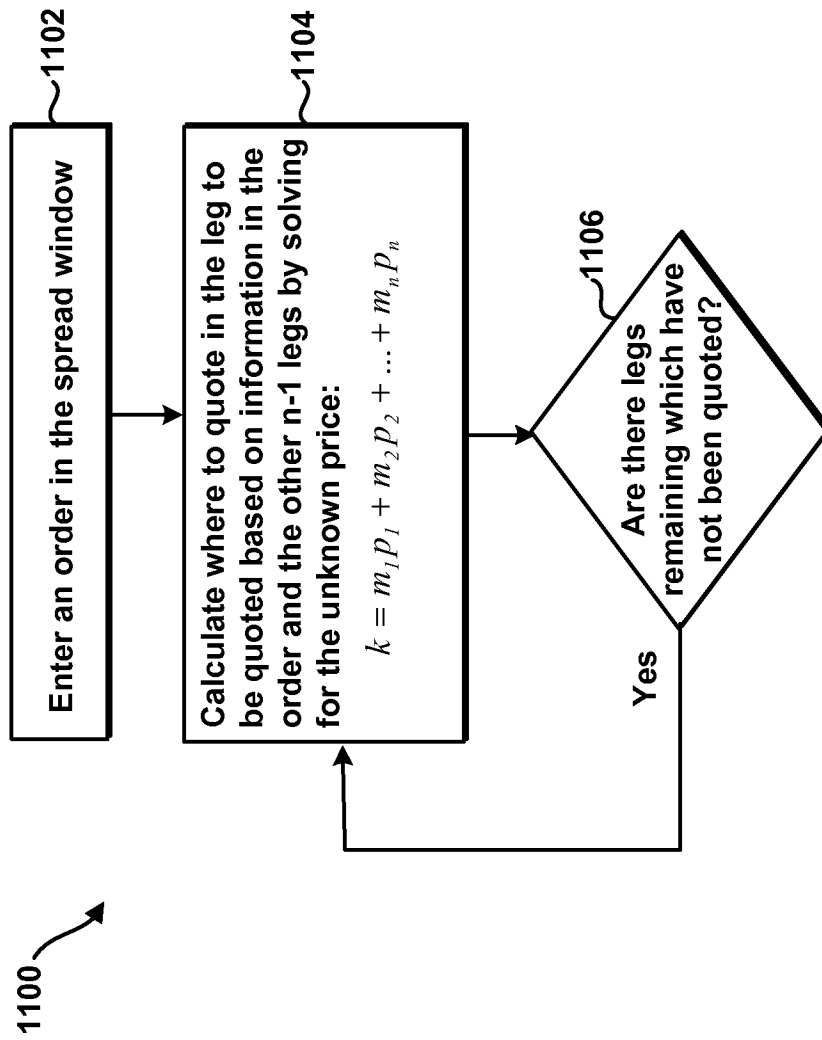 1100
1102
Enter an order in the spread window
1104
Calculate where to quote in the leg to
be quoted based on information in the
order and the other n-1 legs by solving
for the unknown price:
k = m₁p₁ + m₂p₂ + ... + mₙpₙ
1106
Are there legs
remaining which have
not been quoted?
Yes